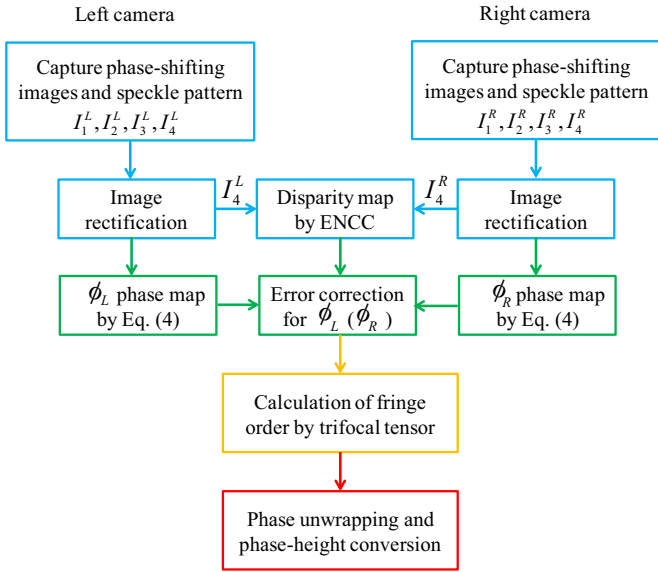 Left camera
Right camera
Capture phase-shifting
images and speckle pattern
I_1^L, I_2^L, I_3^L, I_4^L
Capture phase-shifting
images and speckle pattern
I_1^R, I_2^R, I_3^R, I_4^R
Image
rectification
I_4^L
Disparity map
by ENCC
I_4^R
Image
rectification
ϕ_L phase map
by Eq. (4)
Error correction
for ϕ_L (ϕ_R)
ϕ_R phase map
by Eq. (4)
Calculation of fringe
order by trifocal tensor
Phase unwrapping and
phase-height conversion